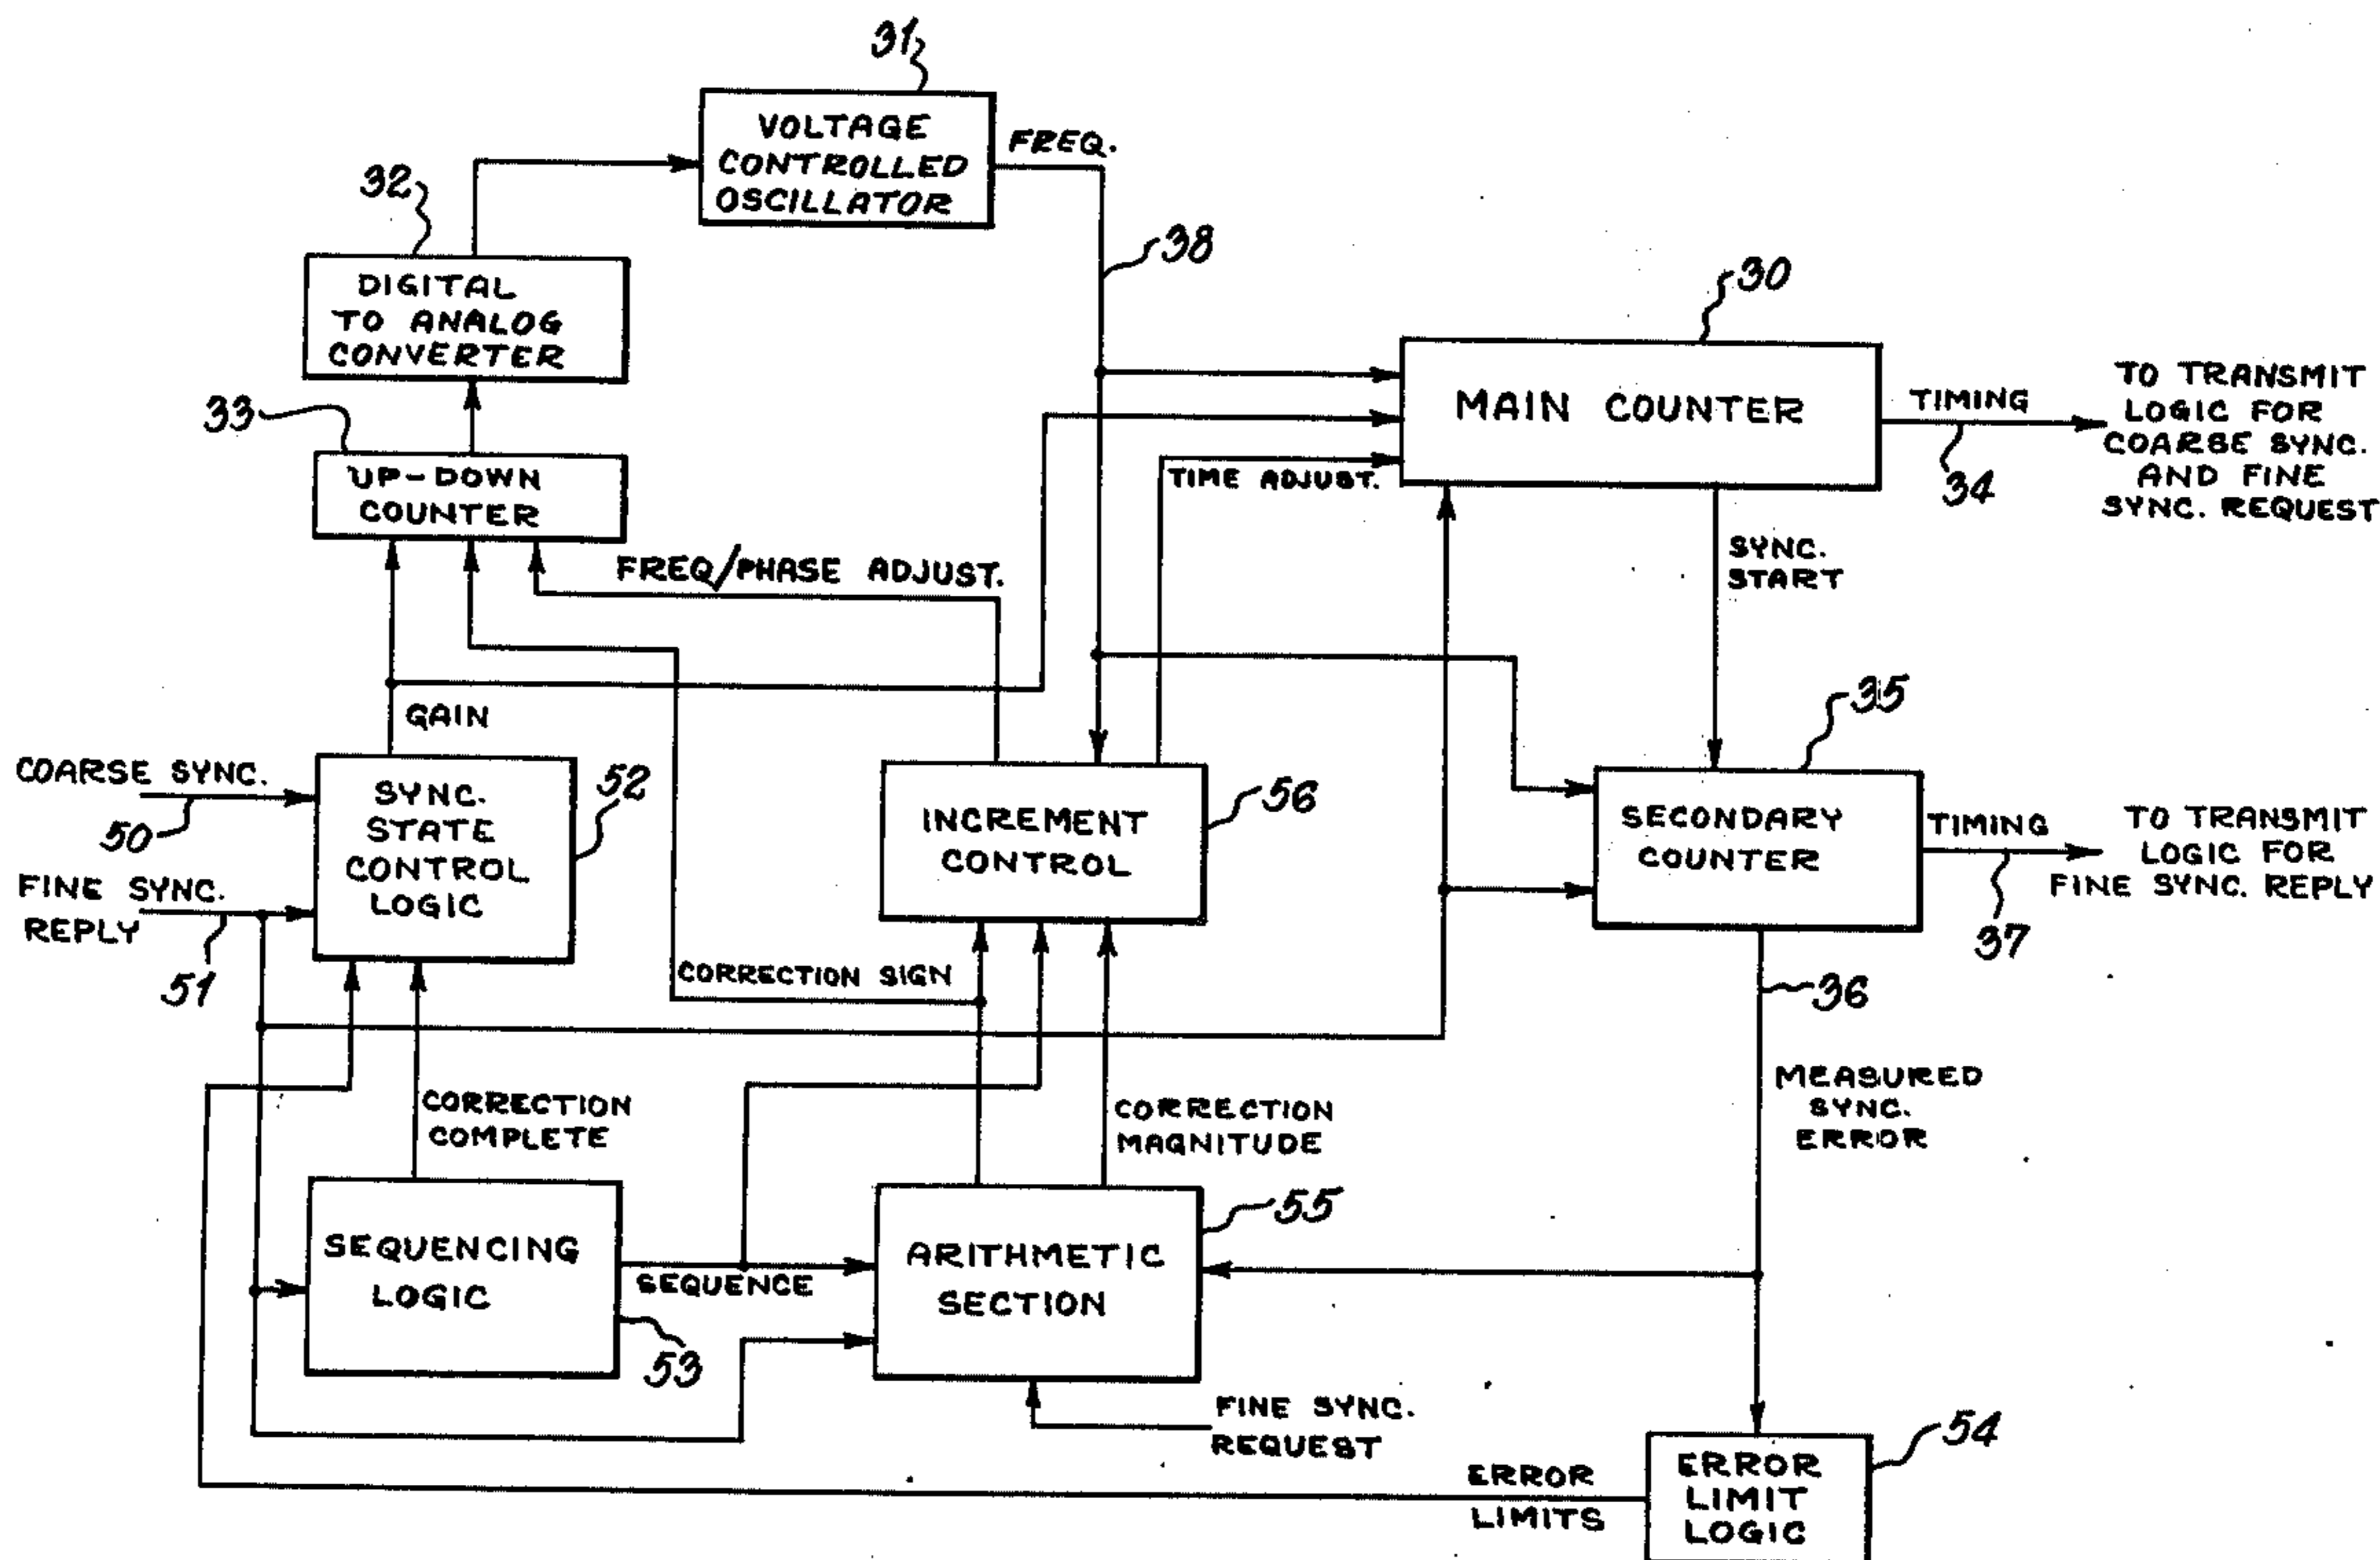 31
VOLTAGE
CONTROLLED
OSCILLATOR
FREQ.
32
38
DIGITAL
TO ANALOG
CONVERTER
30
MAIN COUNTER
TIMING
34
TO TRANSMIT
LOGIC FOR
COARSE SYNC.
AND FINE
SYNC. REQUEST
33
UP-DOWN
COUNTER
TIME ADJUST.
FREQ/PHASE ADJUST.
SYNC.
START
GAIN
35
COARSE SYNC.
50
FINE SYNC.
REPLY
51
SYNC.
STATE
CONTROL
LOGIC
52
INCREMENT
CONTROL
56
SECONDARY
COUNTER
TIMING
37
TO TRANSMIT
LOGIC FOR
FINE SYNC. REPLY
CORRECTION SIGN
36
MEASURED
SYNC.
ERROR
CORRECTION
COMPLETE
CORRECTION
MAGNITUDE
SEQUENCING
LOGIC
53
SEQUENCE
ARITHMETIC
SECTION
55
FINE SYNC.
REQUEST
ERROR
LIMITS
ERROR
LIMIT
LOGIC
54